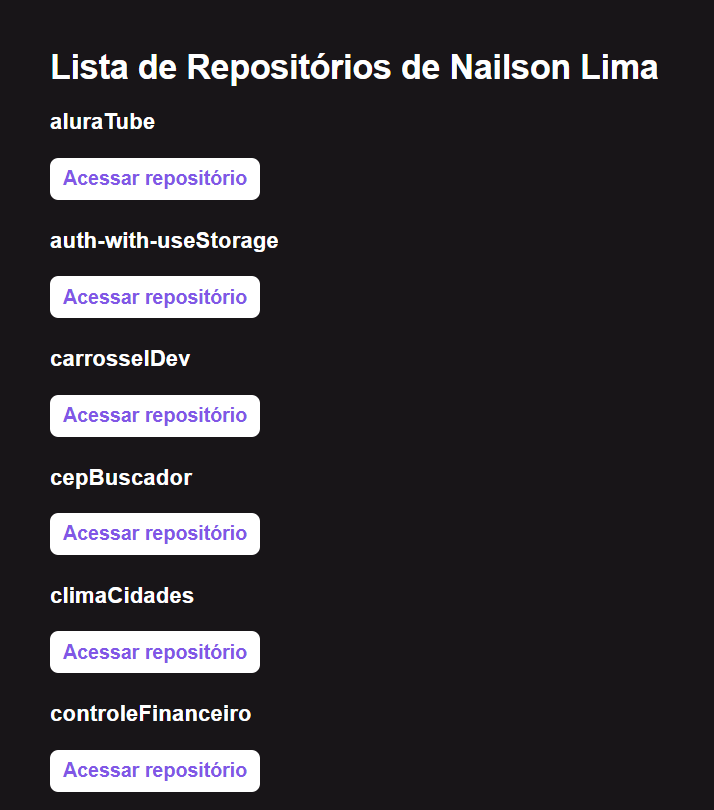 Lista de Repositórios de Nailson Lima
aluraTube
Acessar repositório
auth-with-useStorage
Acessar repositório
carrosselDev
Acessar repositório
cepBuscador
Acessar repositório
climaCidades
Acessar repositório
controleFinanceiro
Acessar repositório